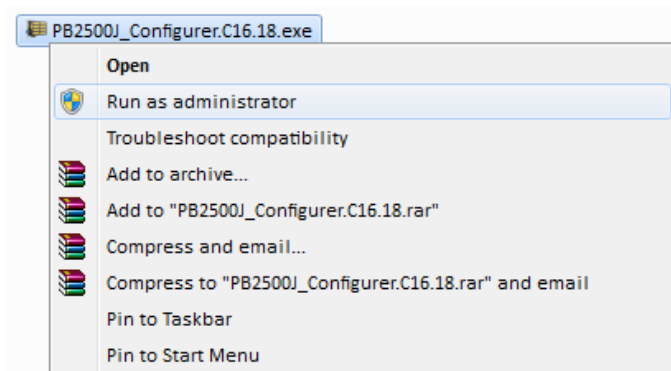 PB2500J_Configurer.C16.18.exe
Open
Run as administrator
Troubleshoot compatibility
Add to archive...
Add to "PB2500J_Configurer.C16.18.rar"
Compress and email...
Compress to "PB2500J_Configurer.C16.18.rar" and email
Pin to Taskbar
Pin to Start Menu